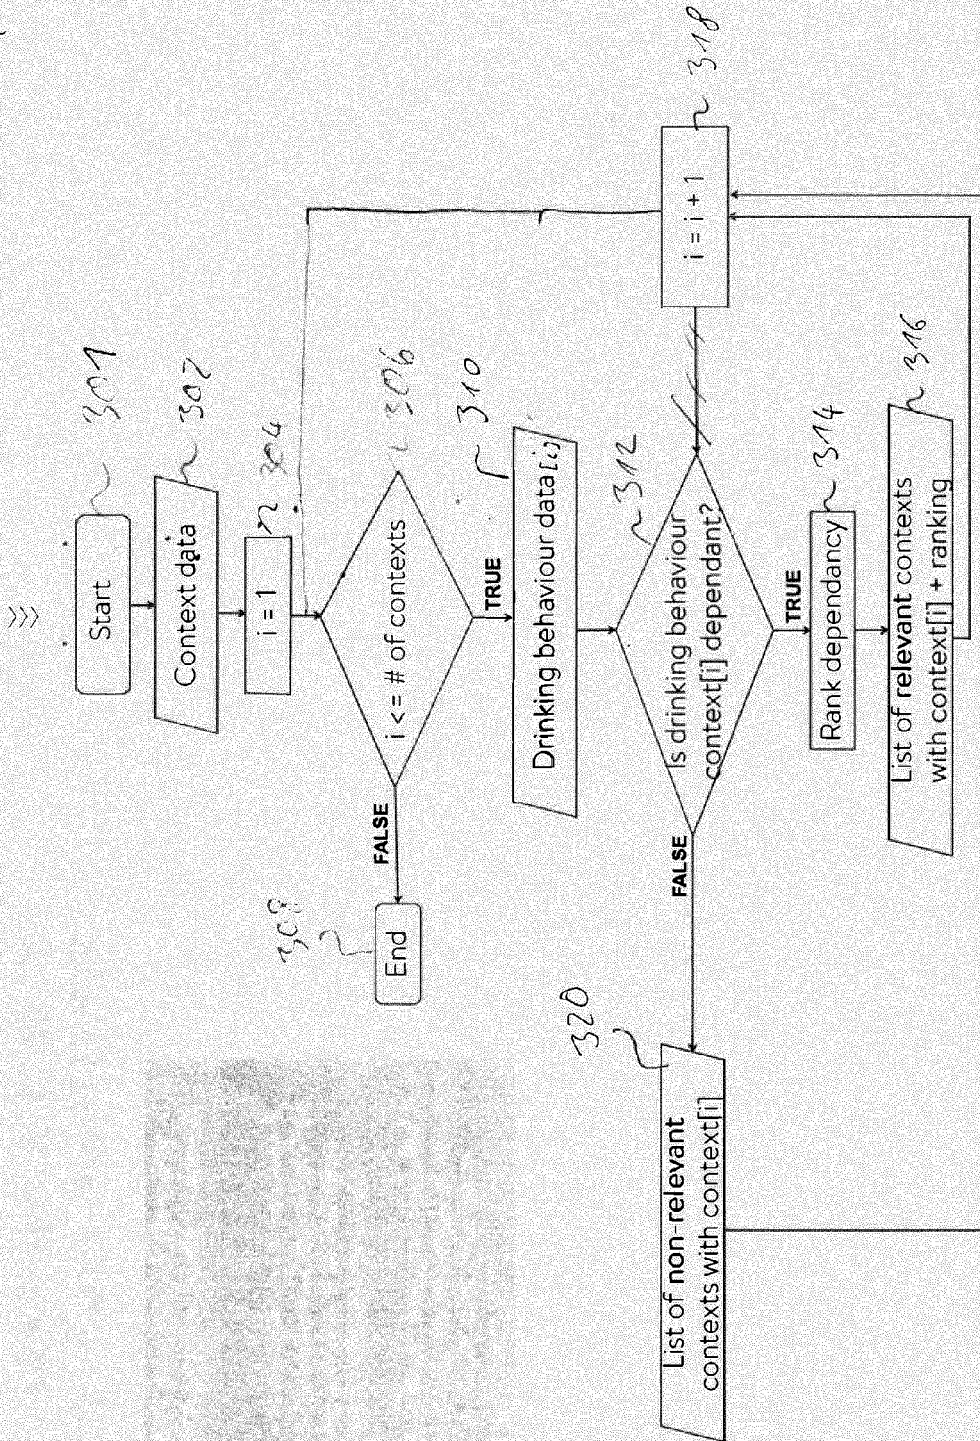 Start
301
Context data
302
i = 1
304
i <= # of contexts
306
FALSE
End
308
TRUE
Drinking behaviour data[i]
310
Is drinking behaviour
context[i] dependant?
312
FALSE
List of non-relevant
contexts with context[i]
320
TRUE
Rank dependancy
314
List of relevant contexts
with context[i] + ranking
316
i = i + 1
318